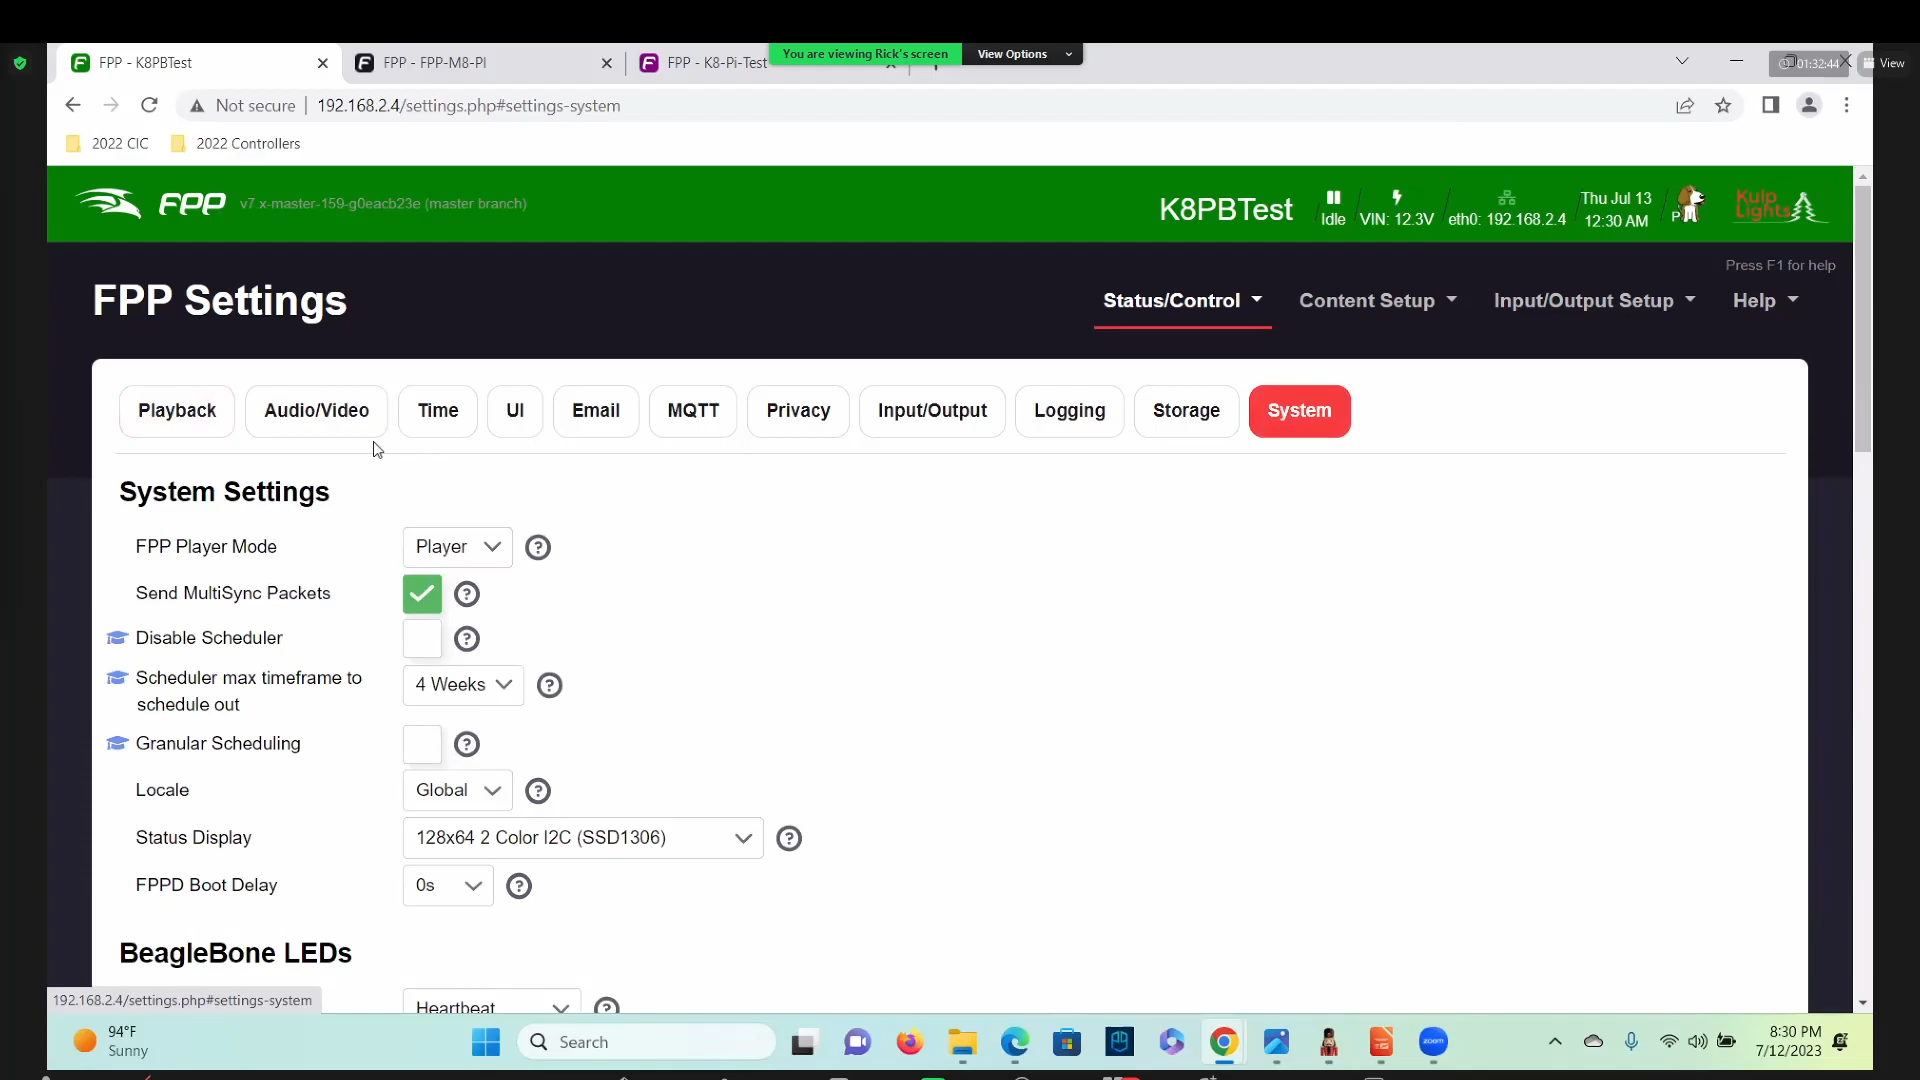 FPP - K8PBTest
FPP - FPP-M8-PI
FPP - K8-Pi-Test
You are viewing Rick's screen
View Options
01:32:44
View
Not secure
192.168.2.4/settings.php#settings-system
2022 CIC
2022 Controllers
FPP
v7.x-master-159-g0eacb23e (master branch)
K8PBTest
Idle
VIN: 12.3V
eth0: 192.168.2.4
Thu Jul 13
12:30 AM
Kulp
Lights
Press F1 for help
FPP Settings
Status/Control
Content Setup
Input/Output Setup
Help
Playback
Audio/Video
Time
UI
Email
MQTT
Privacy
Input/Output
Logging
Storage
System
System Settings
FPP Player Mode
Player
Send MultiSync Packets
Disable Scheduler
Scheduler max timeframe to
schedule out
4 Weeks
Granular Scheduling
Locale
Global
Status Display
128x64 2 Color I2C (SSD1306)
FPPD Boot Delay
0s
BeagleBone LEDs
Heartbeat
192.168.2.4/settings.php#settings-system
94°F
Sunny
Search
zoom
8:30 PM
7/12/2023